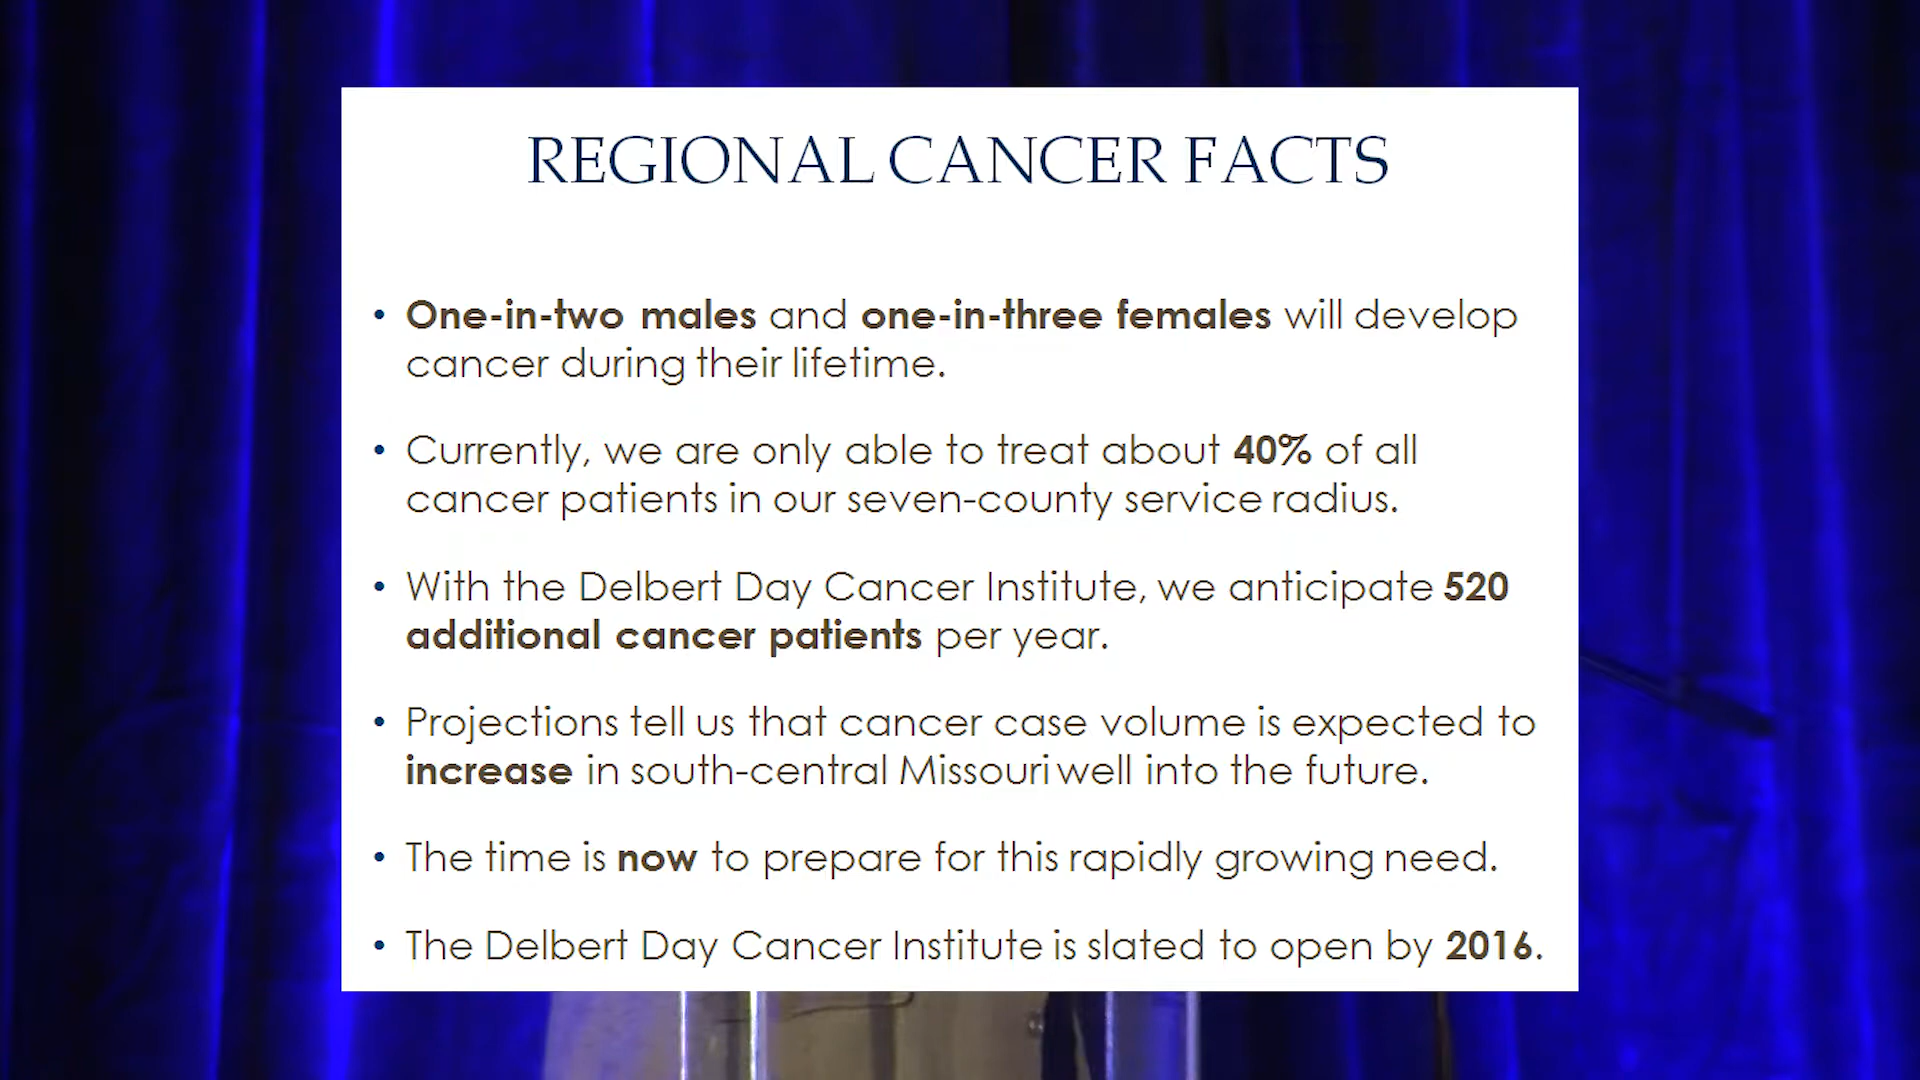 REGIONAL CANCER FACTS
• One-in-two males and one-in-three females will develop
cancer during their lifetime.
• Currently, we are only able to treat about 40% of all
cancer patients in our seven-county service radius.
• With the Delbert Day Cancer Institute, we anticipate 520
additional cancer patients per year.
• Projections tell us that cancer case volume is expected to
increase in south-central Missouri well into the future.
• The time is now to prepare for this rapidly growing need.
• The Delbert Day Cancer Institute is slated to open by 2016.